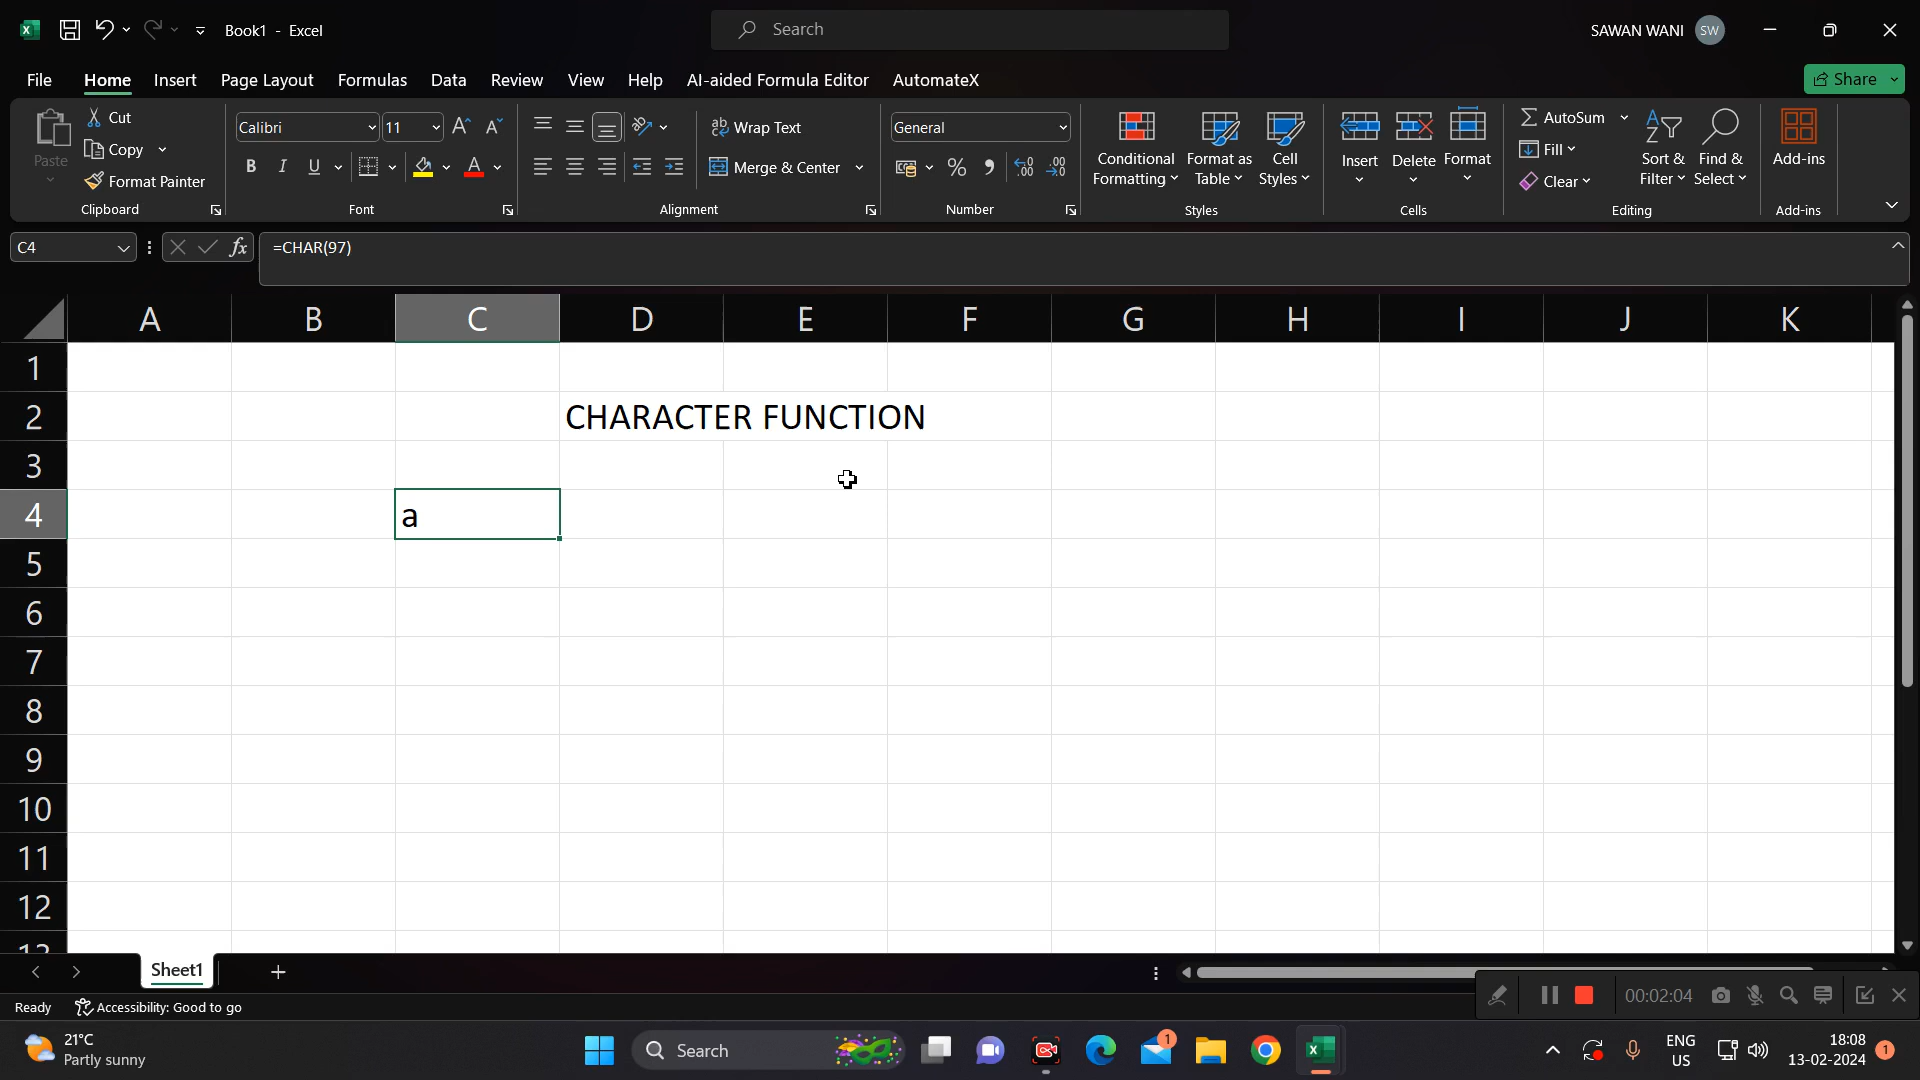 Book1 - Excel
Search
SAWAN WANI SW
File Home Insert Page Layout Formulas Data Review View Help AI-aided Formula Editor AutomateX
Share
Paste
Cut
Copy
Format Painter
Clipboard
Calibri 11
B I U
A
Font
ab Wrap Text
Merge & Center
Alignment
General
%
Number
Conditional Formatting
Format as Table
Cell Styles
Styles
Insert
Delete
Format
Cells
AutoSum
Fill
Clear
Sort & Filter
Find & Select
Editing
Add-ins
Add-ins
C4
fx
=CHAR(97)
A B C D E F G H I J K
1
2 CHARACTER FUNCTION
3
4 a
5
6
7
8
9
10
11
12
13
Sheet1
Ready
Accessibility: Good to go
00:02:04
21°C
Partly sunny
Search
1
ENG
US
18:08
13-02-2024
1